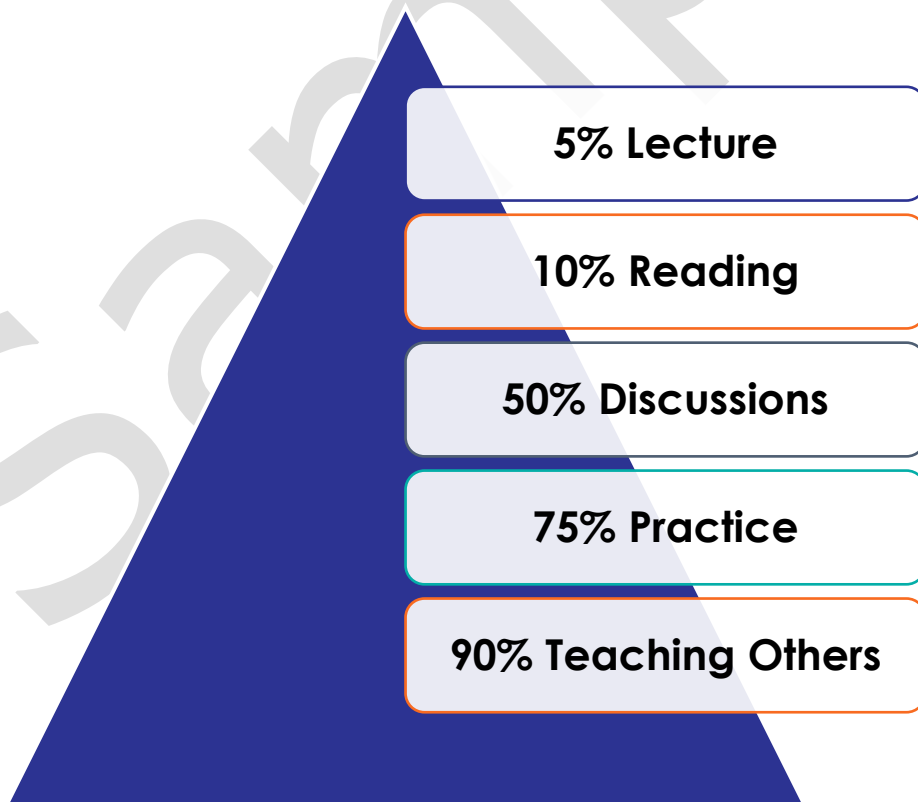 5% Lecture
10% Reading
50% Discussions
75% Practice
90% Teaching Others